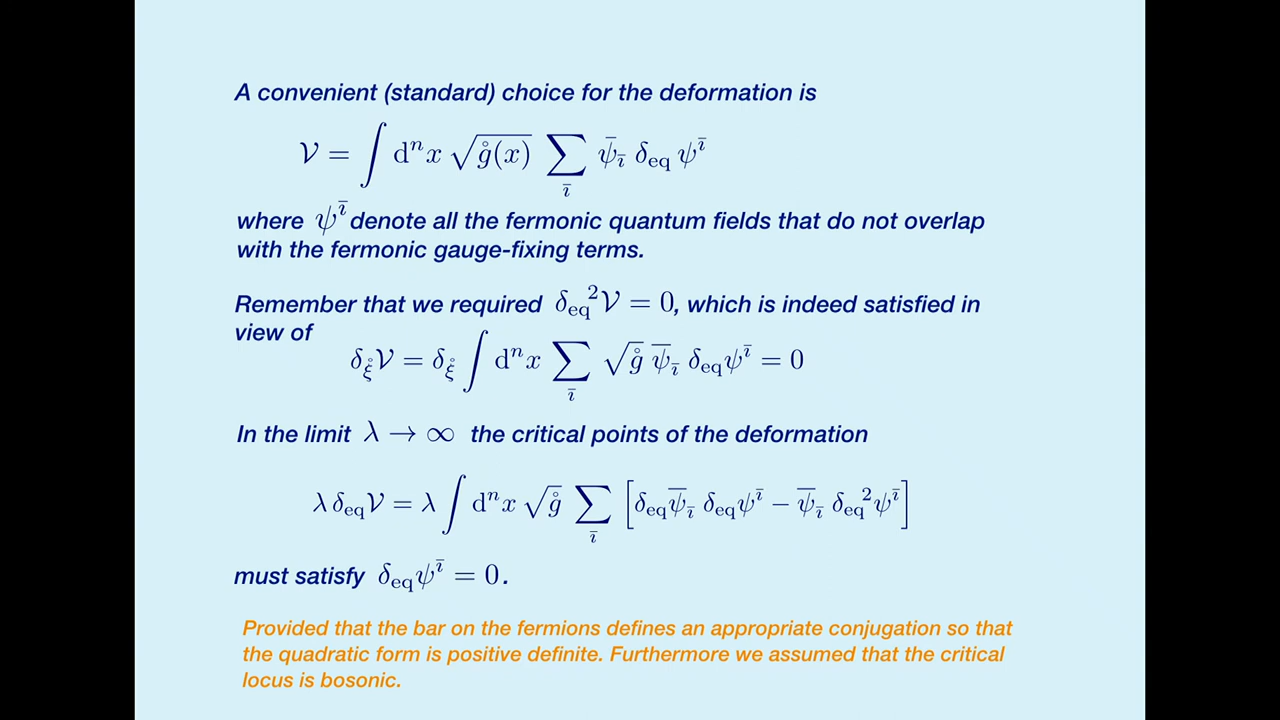 A convenient (standard) choice for the deformation is
𝒱 = ∫ dⁿx √g̊(x) ∑_ī ψ̄_ī δ_eq ψ^ī
where ψ^ī denote all the fermonic quantum fields that do not overlap
with the fermonic gauge-fixing terms.
Remember that we required δ_eq² 𝒱 = 0, which is indeed satisfied in
view of
δ_ξ̊ 𝒱 = δ_ξ̊ ∫ dⁿx ∑_ī √g̊ ψ̄_ī δ_eq ψ^ī = 0
In the limit λ → ∞ the critical points of the deformation
λ δ_eq 𝒱 = λ ∫ dⁿx √g̊ ∑_ī [δ_eq ψ̄_ī δ_eq ψ^ī − ψ̄_ī δ_eq² ψ^ī]
must satisfy δ_eq ψ^ī = 0.
Provided that the bar on the fermions defines an appropriate conjugation so that
the quadratic form is positive definite. Furthermore we assumed that the critical
locus is bosonic.